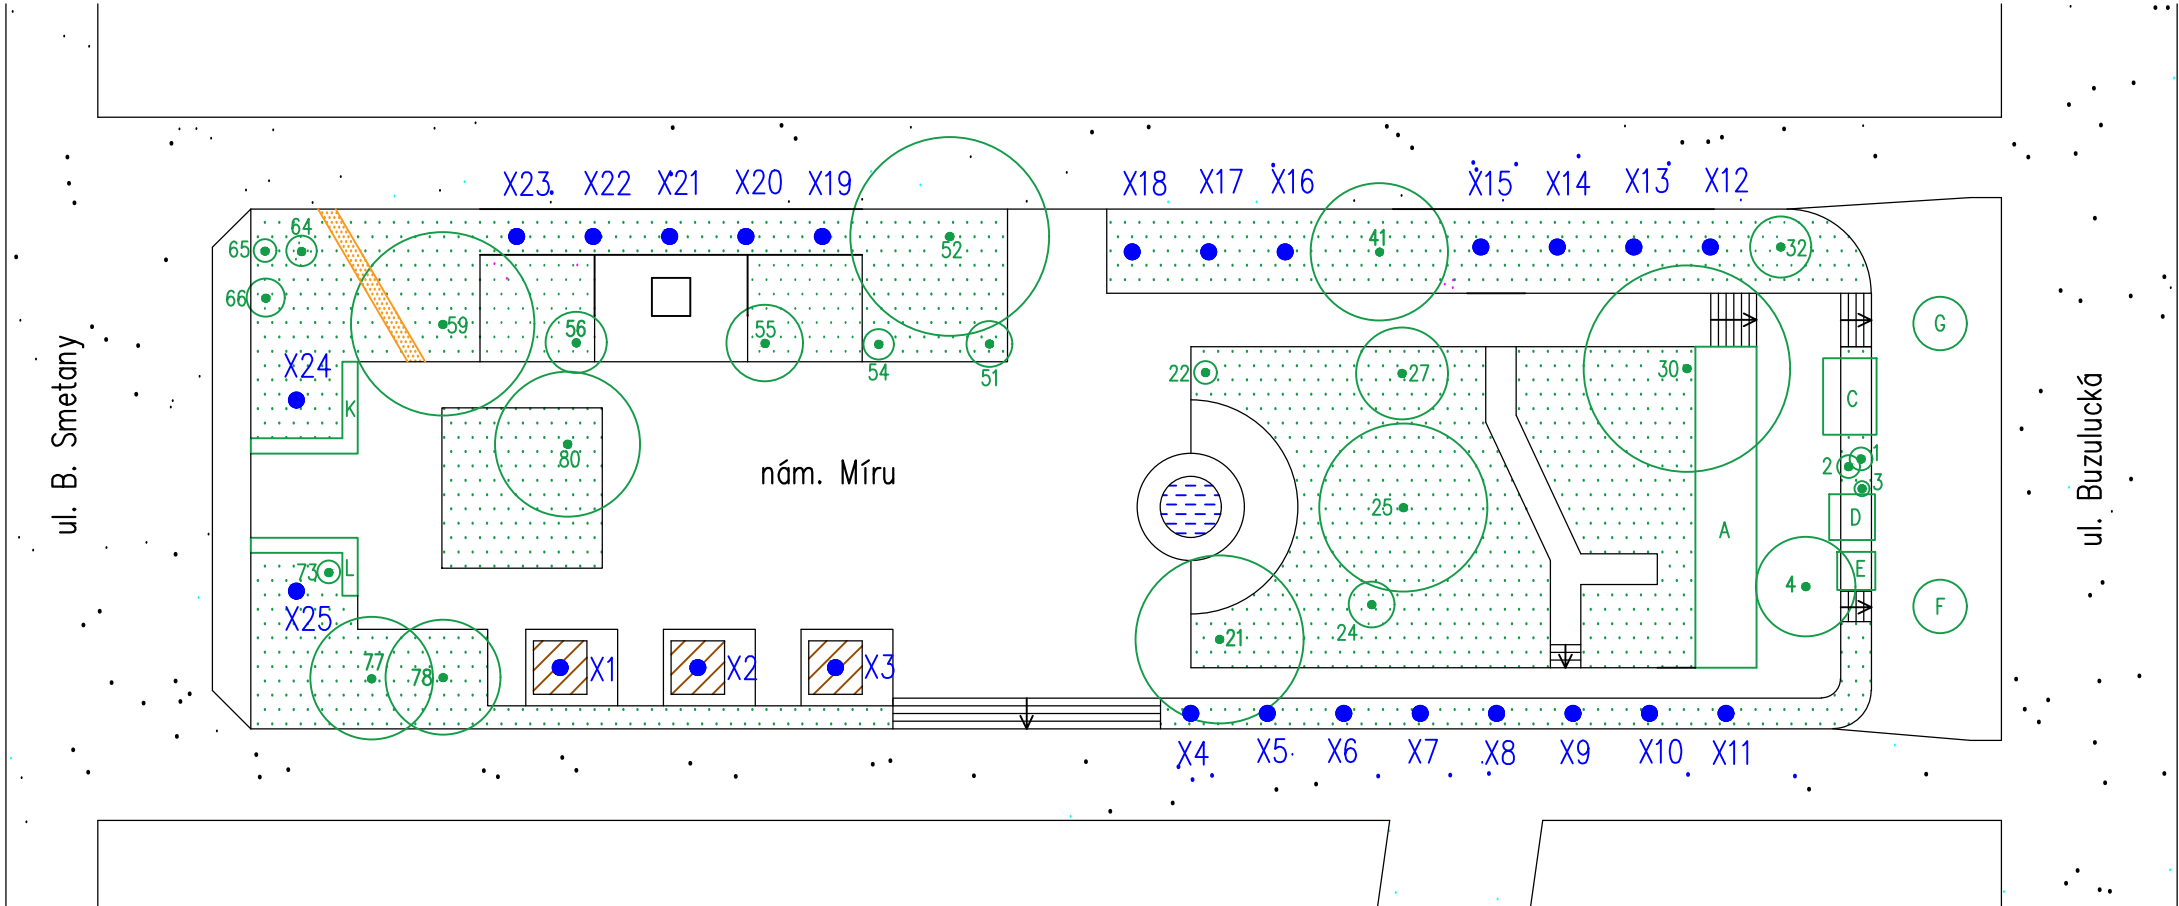 X23 X22 X21 X20 X19 X18 X17 X16 X15 X14 X13 X12
65 64 52 41 32
66 59 56 55 54 51 G
X24 22 27 30
K C
ul. B. Smetany 80 nám. Míru 25 2 1 3 A D ul. Buzulucká
73 L E
X25 24 4 F
77 78 X1 X2 X3 21
X4 X5 X6 X7 X8 X9 X10 X11